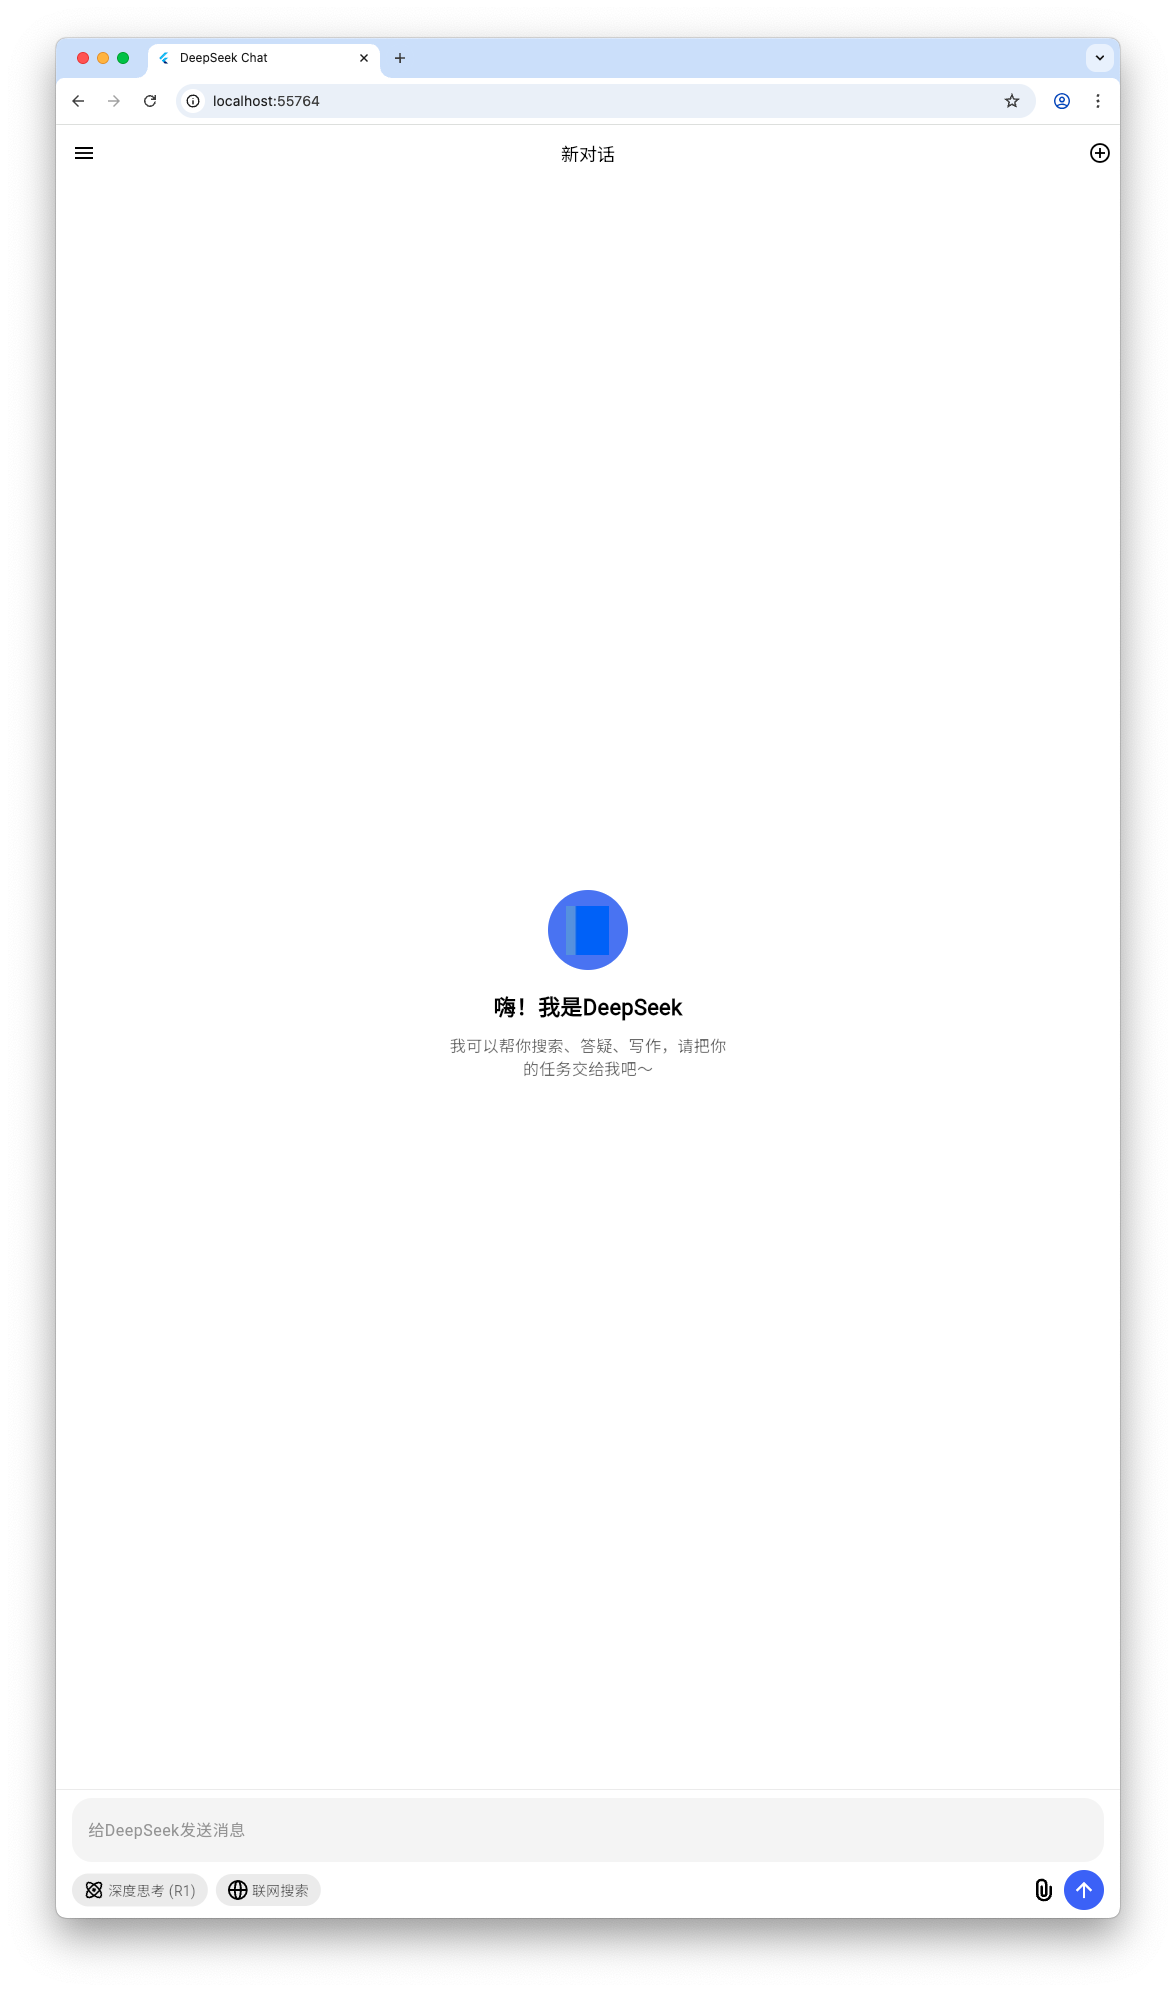 DeepSeek Chat
localhost:55764
新对话
嗨！我是DeepSeek
我可以帮你搜索、答疑、写作，请把你
的任务交给我吧～
给DeepSeek发送消息
深度思考 (R1)
联网搜索